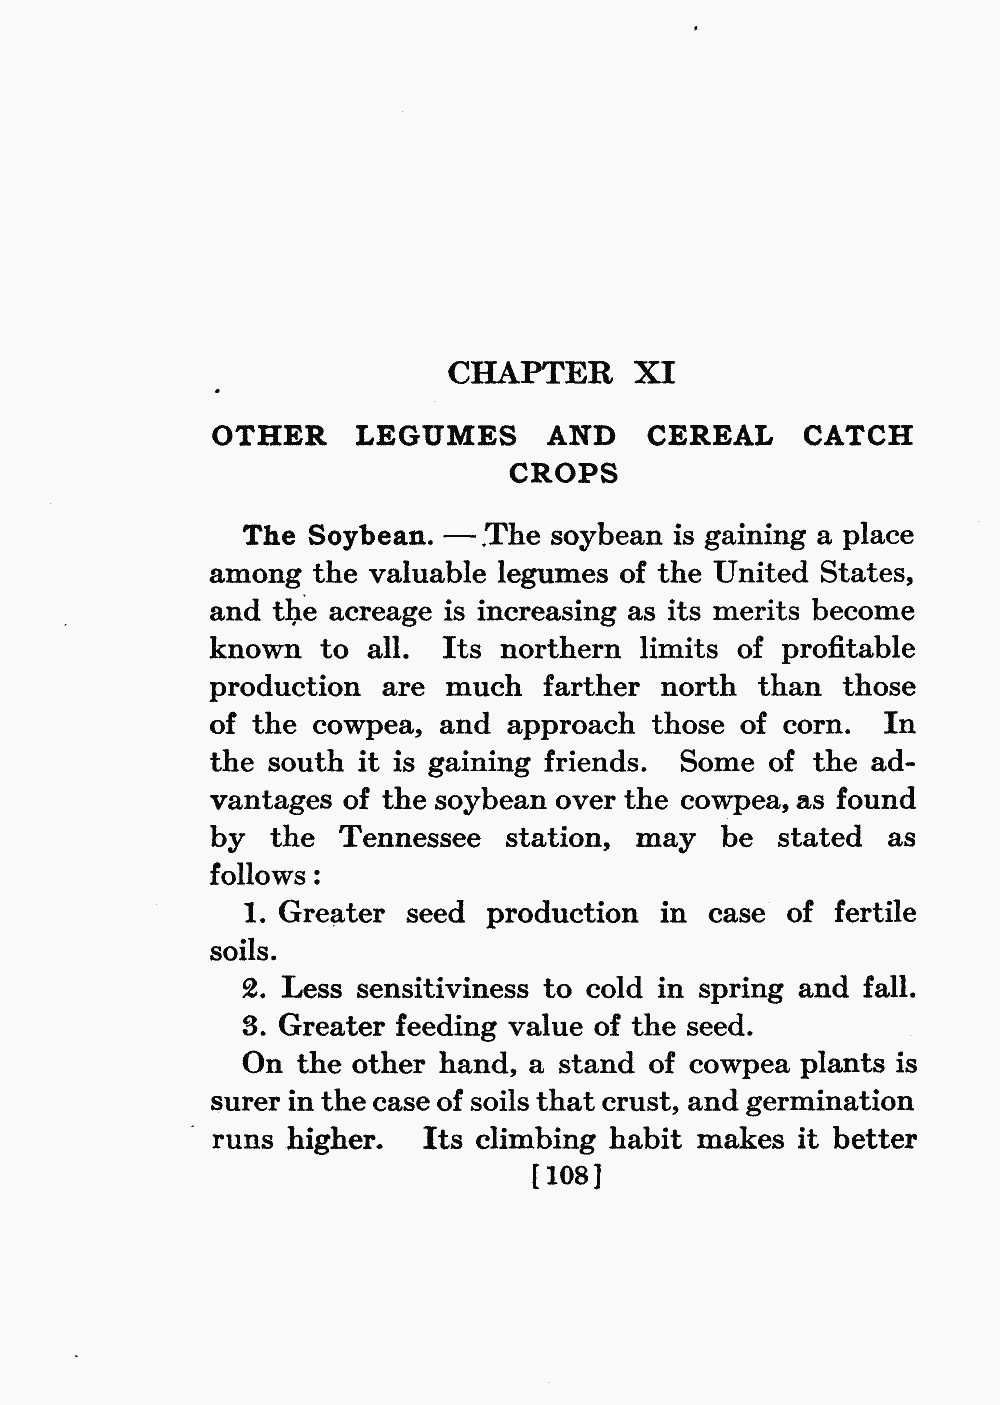 CHAPTER XI
OTHER LEGUMES AND CEREAL CATCH
CROPS
The Soybean. — The soybean is gaining a place
among the valuable legumes of the United States,
and the acreage is increasing as its merits become
known to all. Its northern limits of profitable
production are much farther north than those
of the cowpea, and approach those of corn. In
the south it is gaining friends. Some of the ad-
vantages of the soybean over the cowpea, as found
by the Tennessee station, may be stated as
follows:
1. Greater seed production in case of fertile
soils.
2. Less sensitiviness to cold in spring and fall.
3. Greater feeding value of the seed.
On the other hand, a stand of cowpea plants is
surer in the case of soils that crust, and germination
runs higher. Its climbing habit makes it better
[108]